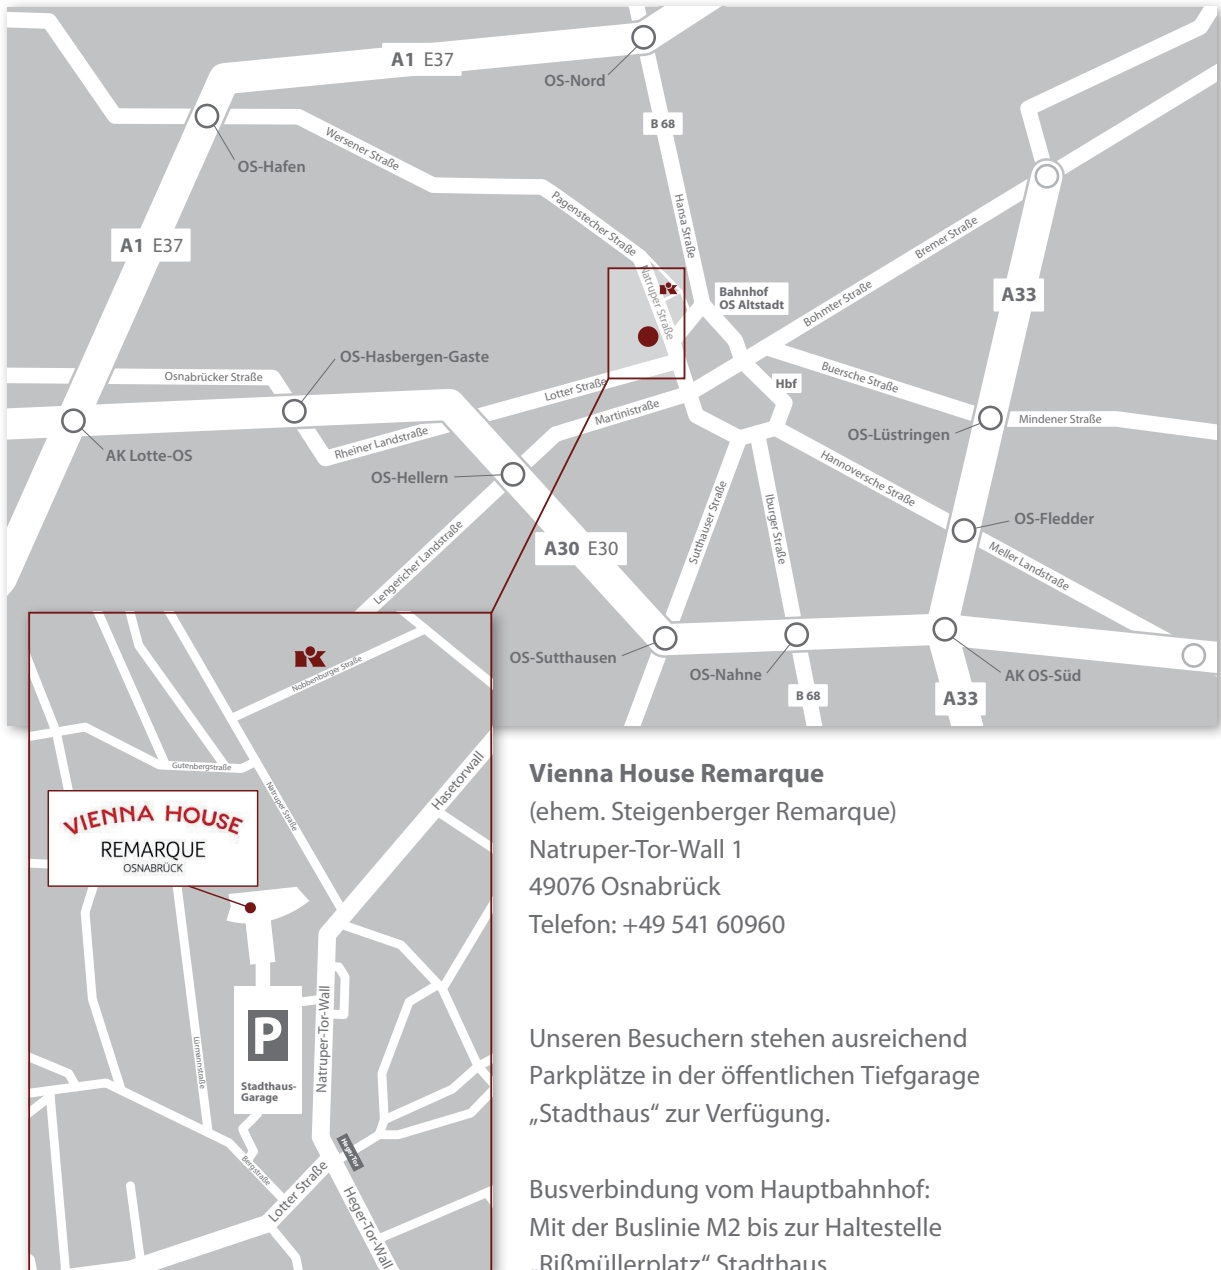 A1 E37
OS-Nord
B 68
OS-Hafen
Wersener Straße
Pagenstecher Straße
Hansa Straße
A1 E37
Bremer Straße
Natruper Straße
Bahnhof
OS Altstadt
A33
Bohmter Straße
OS-Hasbergen-Gaste
Osnabrücker Straße
Lotter Straße
Hbf
Buersche Straße
Martinistraße
Mindener Straße
OS-Lüstringen
Rheiner Landstraße
AK Lotte-OS
OS-Hellern
Hannoversche Straße
Sutthauser Straße
Iburger Straße
OS-Fledder
A30 E30
Meller Landstraße
Lengericher Landstraße
OS-Sutthausen
OS-Nahne
AK OS-Süd
B 68
A33
Nobbenburger Straße
Gutenbergstraße
Natruper Straße
Hasetorwall
VIENNA HOUSE
REMARQUE
OSNABRÜCK
P
Stadthaus-
Garage
Natruper-Tor-Wall
Lürmannstraße
Heger Tor
Bergstraße
Lotter Straße
Heger-Tor-Wall
Vienna House Remarque
(ehem. Steigenberger Remarque)
Natruper-Tor-Wall 1
49076 Osnabrück
Telefon: +49 541 60960
Unseren Besuchern stehen ausreichend
Parkplätze in der öffentlichen Tiefgarage
„Stadthaus“ zur Verfügung.
Busverbindung vom Hauptbahnhof:
Mit der Buslinie M2 bis zur Haltestelle
„Rißmüllerplatz“ Stadthaus